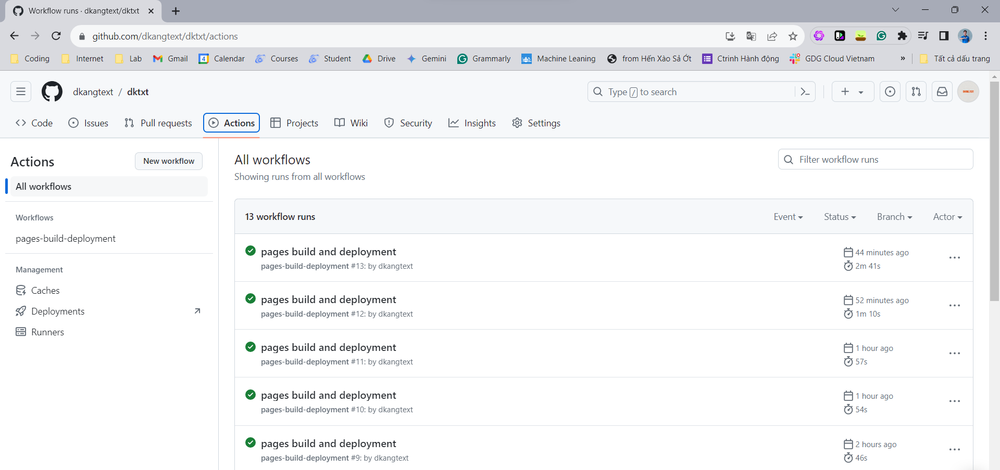 Workflow runs · dkangtext/dktxt
github.com/dkangtext/dktxt/actions
Coding Internet Lab Gmail Calendar Courses Student Drive Gemini Grammarly Machine Leaning from Hến Xào Sả Ớt Ctrinh Hành động GDG Cloud Vietnam » Tất cả dấu trang
dkangtext / dktxt Type / to search
Code Issues Pull requests Actions Projects Wiki Security Insights Settings
Actions New workflow
All workflows
Workflows
pages-build-deployment
Management
Caches
Deployments
Runners
All workflows
Showing runs from all workflows
Filter workflow runs
13 workflow runs Event Status Branch Actor
pages build and deployment
pages-build-deployment #13: by dkangtext
44 minutes ago
2m 41s
pages build and deployment
pages-build-deployment #12: by dkangtext
52 minutes ago
1m 10s
pages build and deployment
pages-build-deployment #11: by dkangtext
1 hour ago
57s
pages build and deployment
pages-build-deployment #10: by dkangtext
1 hour ago
54s
pages build and deployment
pages-build-deployment #9: by dkangtext
2 hours ago
46s